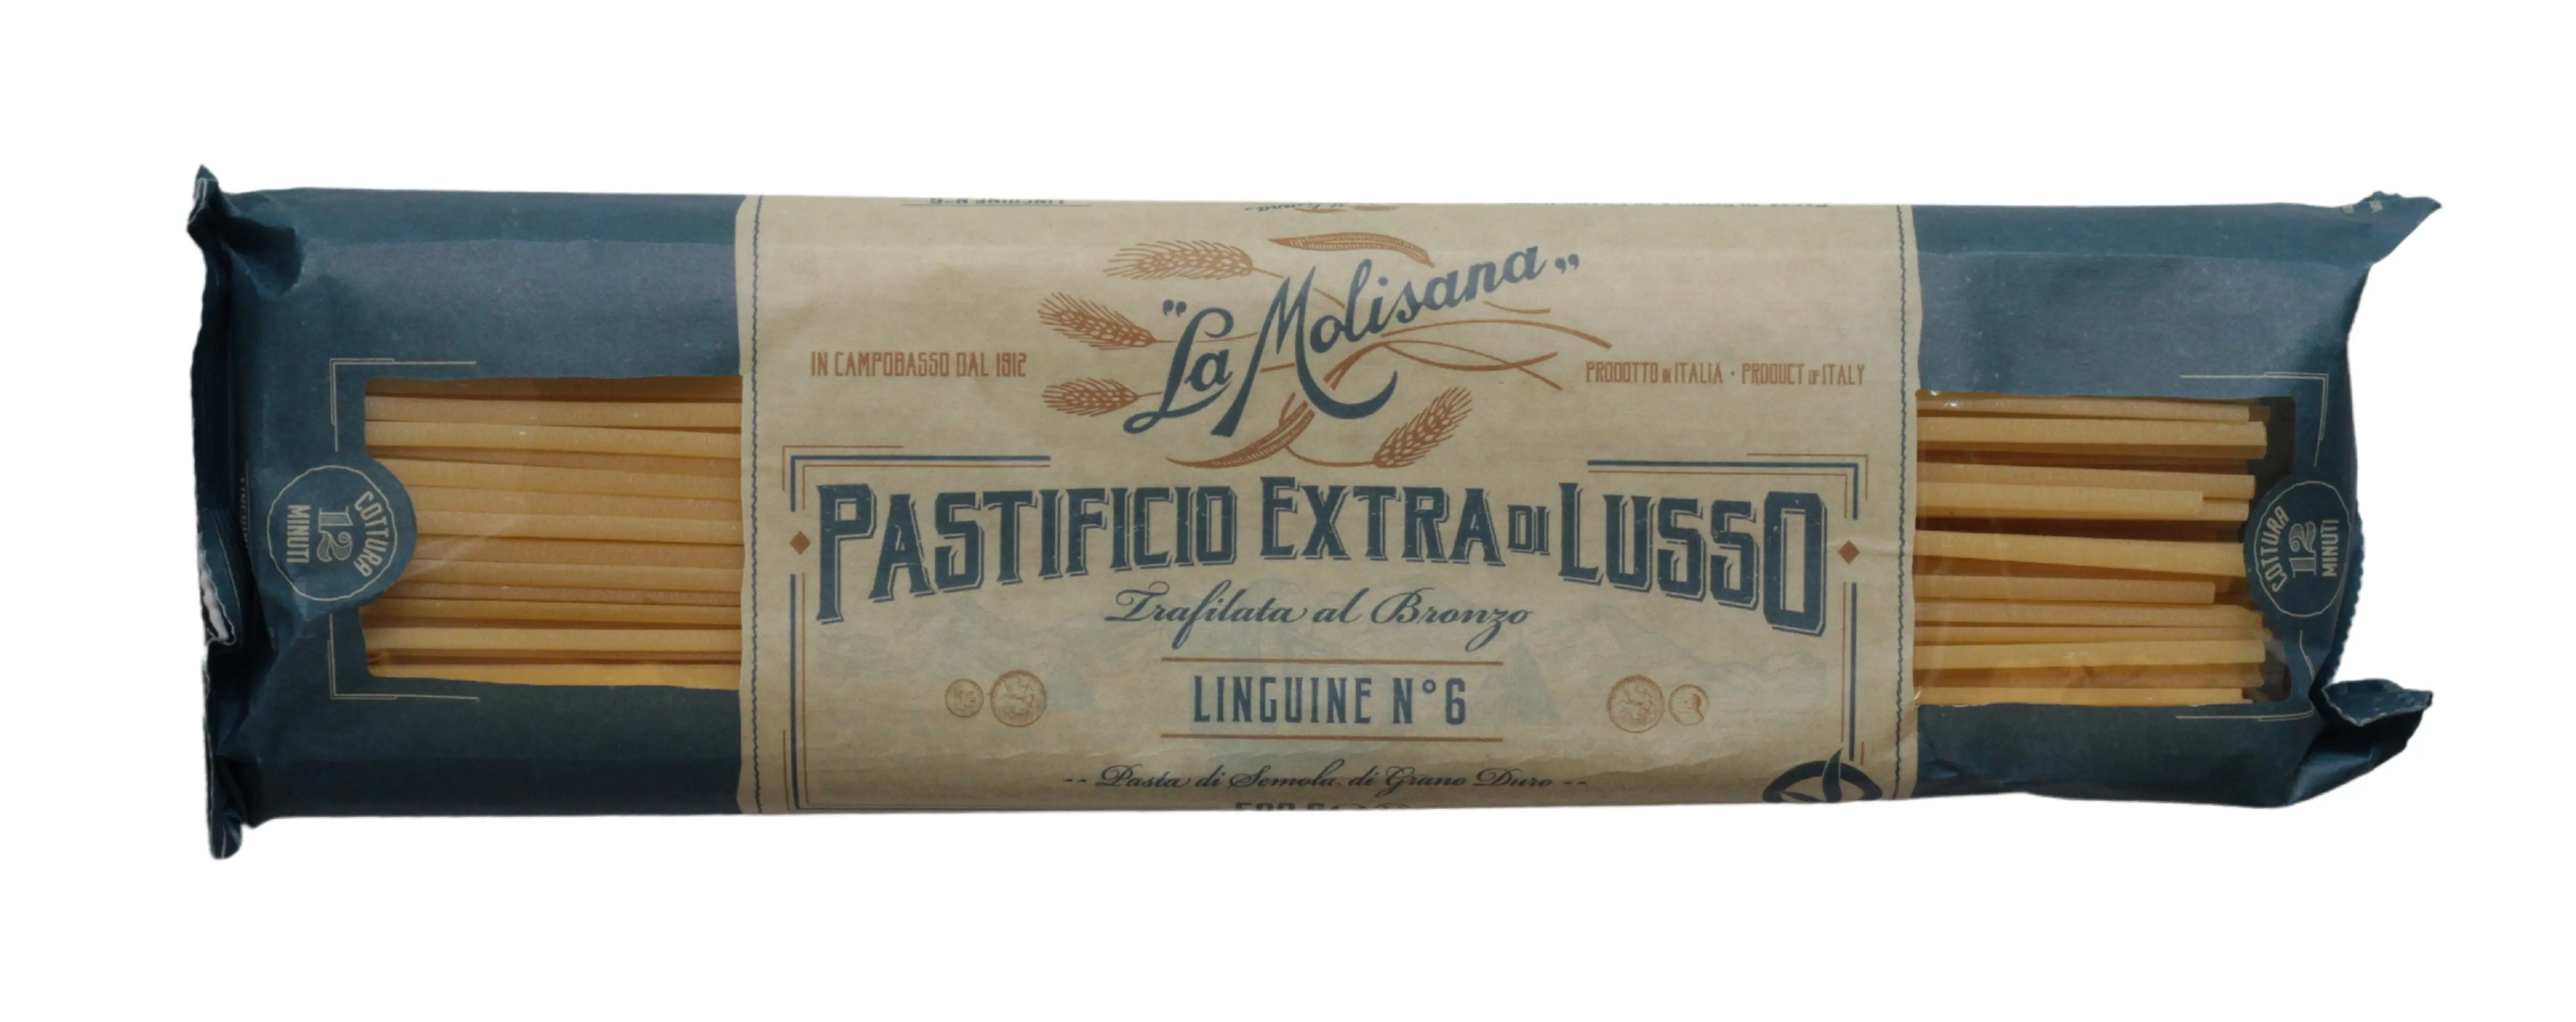 "La Molisana"
IN CAMPOBASSO DAL 1912
PRODOTTO IN ITALIA · PRODUCT OF ITALY
PASTIFICIO EXTRA DI LUSSO
Trafilata al Bronzo
LINGUINE N°6
-- Pasta di Semola di Grano Duro --
COTTURA
12
MINUTI
COTTURA
12
MINUTI